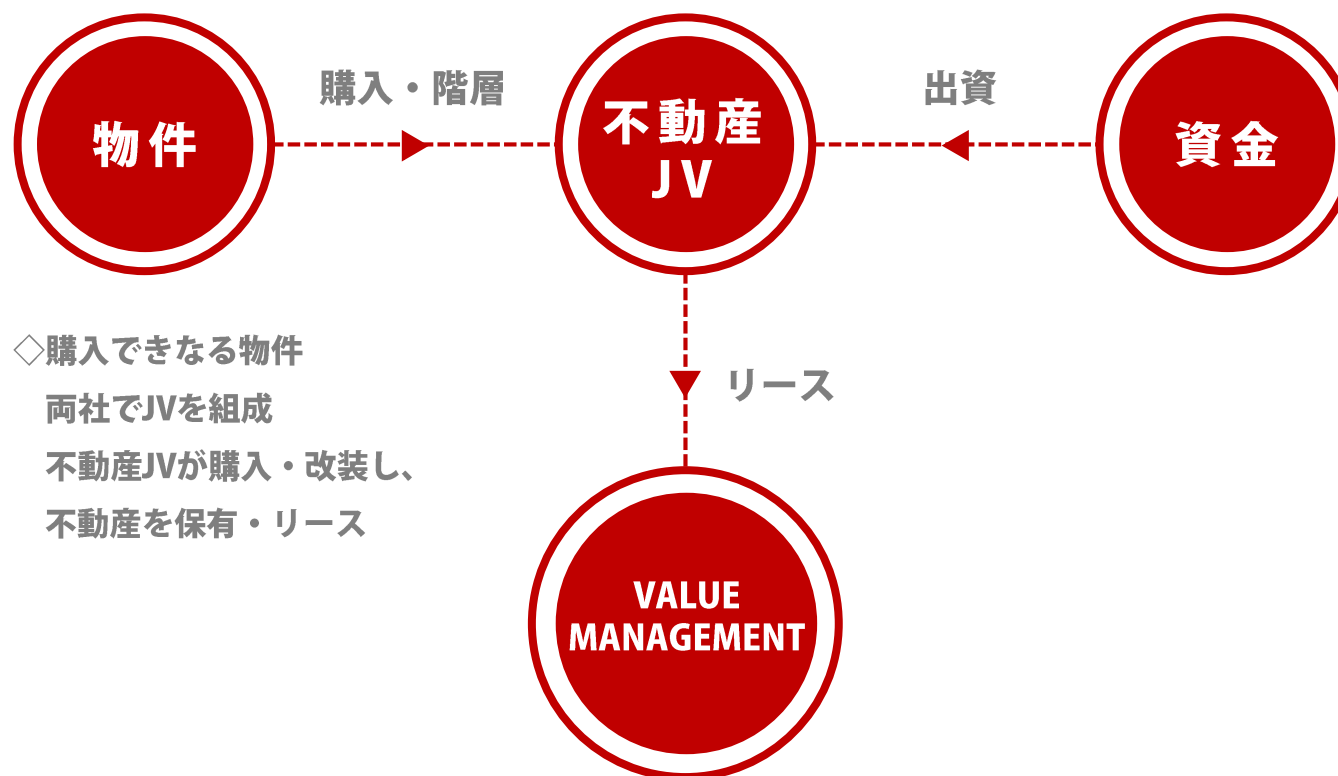 物件
購入・階層
不動産
JV
出資
資金
◇購入できなる物件
両社でJVを組成
不動産JVが購入・改装し、
不動産を保有・リース
リース
VALUE
MANAGEMENT